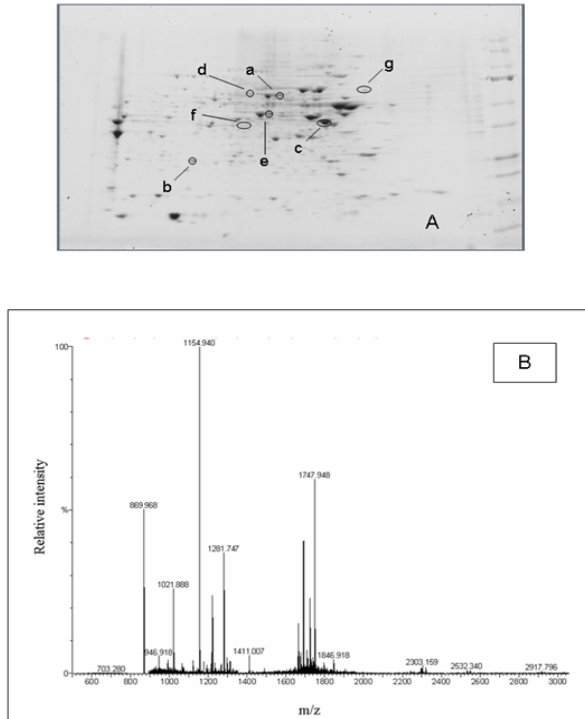 d
a
g
f
e
c
b
A
B
Relative intensity
100
%
0
1154.940
1747.948
869.968
1281.747
1021.888
946.918
1411.007
1846.918
703.280
2303.159
2532.340
2917.796
600 800 1000 1200 1400 1600 1800 2000 2200 2400 2600 2800 3000
m/z